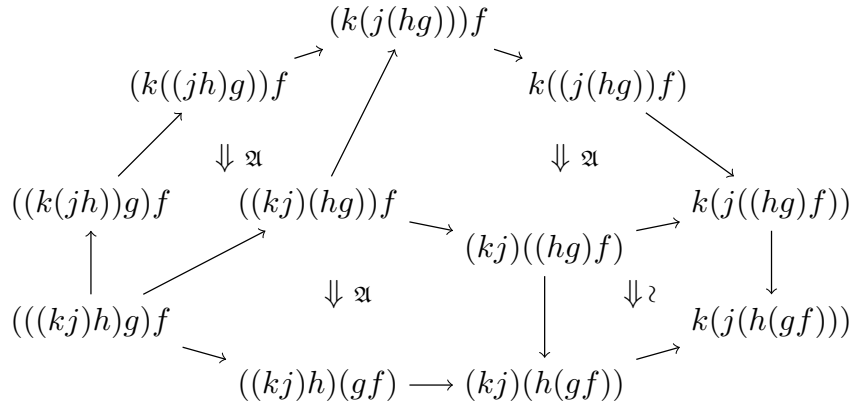 (k(j(hg)))f
(k((jh)g))f k((j(hg))f)
⇓ 𝔄 ⇓ 𝔄
((k(jh))g)f ((kj)(hg))f k(j((hg)f))
(kj)((hg)f)
⇓ 𝔄 ⇓ ≀
(((kj)h)g)f k(j(h(gf)))
((kj)h)(gf) (kj)(h(gf))